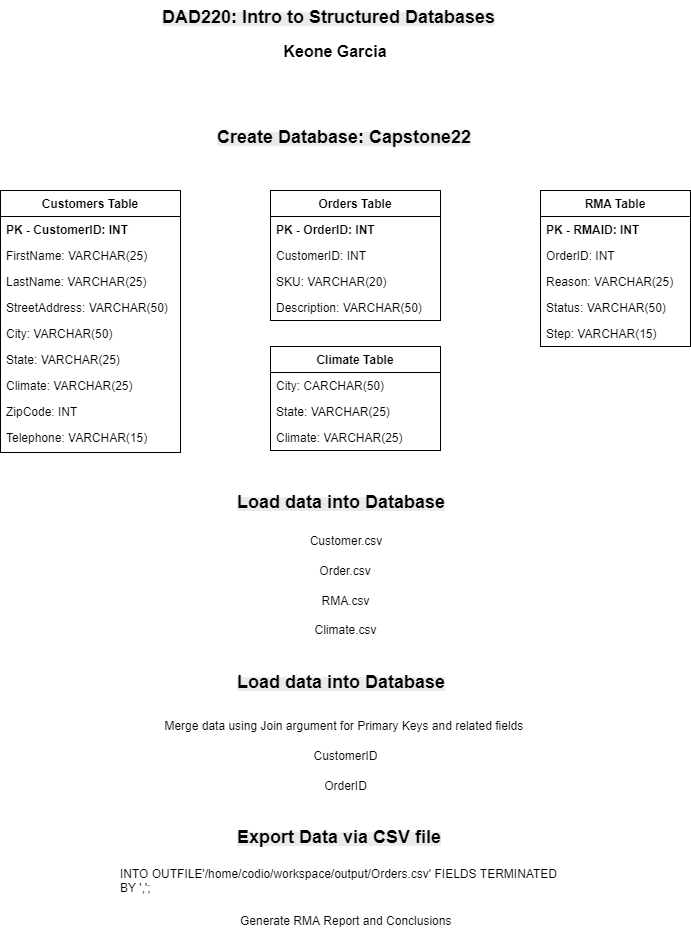 DAD220: Intro to Structured Databases
Keone Garcia
Create Database: Capstone22
Customers Table
PK - CustomerID: INT
FirstName: VARCHAR(25)
LastName: VARCHAR(25)
StreetAddress: VARCHAR(50)
City: VARCHAR(50)
State: VARCHAR(25)
Climate: VARCHAR(25)
ZipCode: INT
Telephone: VARCHAR(15)
Orders Table
PK - OrderID: INT
CustomerID: INT
SKU: VARCHAR(20)
Description: VARCHAR(50)
Climate Table
City: CARCHAR(50)
State: VARCHAR(25)
Climate: VARCHAR(25)
RMA Table
PK - RMAID: INT
OrderID: INT
Reason: VARCHAR(25)
Status: VARCHAR(50)
Step: VARCHAR(15)
Load data into Database
Customer.csv
Order.csv
RMA.csv
Climate.csv
Load data into Database
Merge data using Join argument for Primary Keys and related fields
CustomerID
OrderID
Export Data via CSV file
INTO OUTFILE'/home/codio/workspace/output/Orders.csv' FIELDS TERMINATED
BY ',';
Generate RMA Report and Conclusions